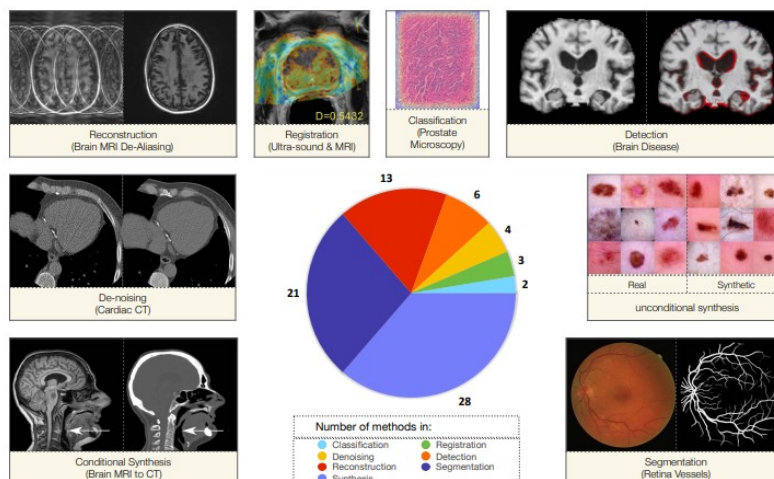 D=0.5432
Reconstruction
(Brain MRI De-Aliasing)
Registration
(Ultra-sound & MRI)
Classification
(Prostate
Microscopy)
Detection
(Brain Disease)
De-noising
(Cardiac CT)
13
6
4
3
2
21
28
Real
Synthetic
unconditional synthesis
Conditional Synthesis
(Brain MRI to CT)
Number of methods in:
Classification
Registration
Denoising
Detection
Reconstruction
Segmentation
Synthesis
Segmentation
(Retina Vessels)